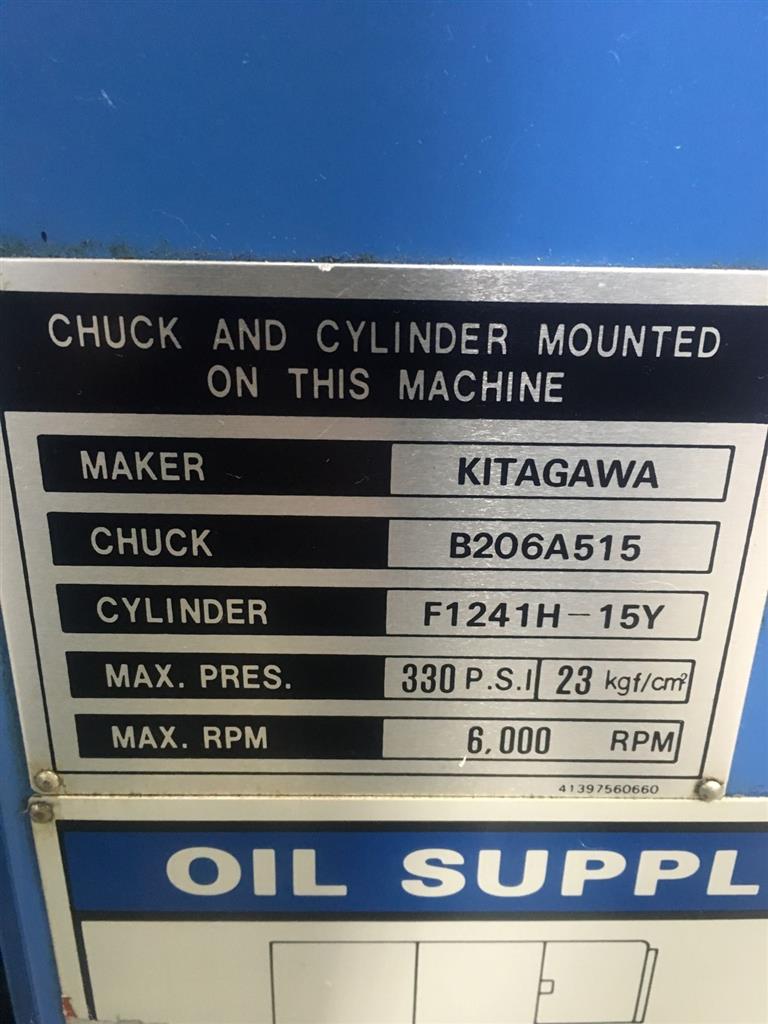 CHUCK AND CYLINDER MOUNTED
ON THIS MACHINE
MAKER KITAGAWA
CHUCK B206A515
CYLINDER F1241H-15Y
MAX. PRES. 330 P.S.I 23 kgf/cm²
MAX. RPM 6,000 RPM
41397560660
OIL SUPPL